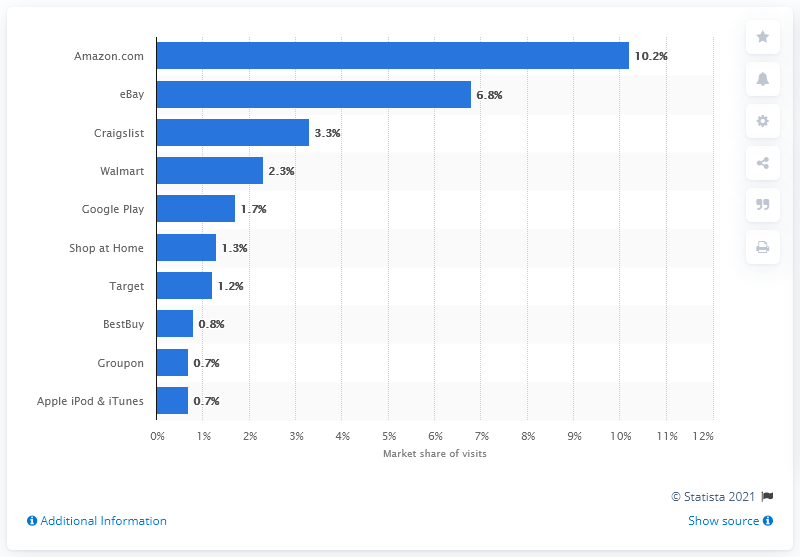 Amazon.com 10.2%
eBay 6.8%
Craigslist 3.3%
Walmart 2.3%
Google Play 1.7%
Shop at Home 1.3%
Target 1.2%
BestBuy 0.8%
Groupon 0.7%
Apple iPod & iTunes 0.7%
0% 1% 2% 3% 4% 5% 6% 7% 8% 9% 10% 11% 12%
Market share of visits
© Statista 2021
Additional Information Show source